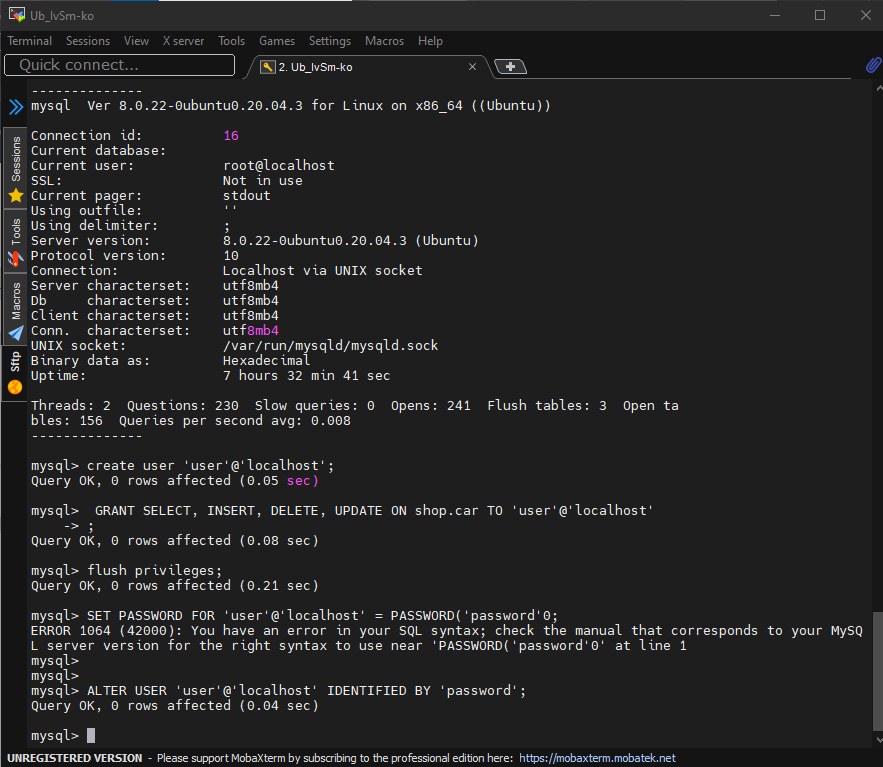 Ub_lvSm-ko
Terminal Sessions View X server Tools Games Settings Macros Help
Quick connect...
2. Ub_lvSm-ko
Sessions
Tools
Macros
Sftp
--------------
mysql  Ver 8.0.22-0ubuntu0.20.04.3 for Linux on x86_64 ((Ubuntu))
Connection id:          16
Current database:
Current user:           root@localhost
SSL:                    Not in use
Current pager:          stdout
Using outfile:          ''
Using delimiter:        ;
Server version:         8.0.22-0ubuntu0.20.04.3 (Ubuntu)
Protocol version:       10
Connection:             Localhost via UNIX socket
Server characterset:    utf8mb4
Db     characterset:    utf8mb4
Client characterset:    utf8mb4
Conn.  characterset:    utf8mb4
UNIX socket:            /var/run/mysqld/mysqld.sock
Binary data as:         Hexadecimal
Uptime:                 7 hours 32 min 41 sec
Threads: 2  Questions: 230  Slow queries: 0  Opens: 241  Flush tables: 3  Open ta
bles: 156  Queries per second avg: 0.008
--------------
mysql> create user 'user'@'localhost';
Query OK, 0 rows affected (0.05 sec)
mysql>  GRANT SELECT, INSERT, DELETE, UPDATE ON shop.car TO 'user'@'localhost'
    -> ;
Query OK, 0 rows affected (0.08 sec)
mysql> flush privileges;
Query OK, 0 rows affected (0.21 sec)
mysql> SET PASSWORD FOR 'user'@'localhost' = PASSWORD('password'0;
ERROR 1064 (42000): You have an error in your SQL syntax; check the manual that corresponds to your MySQ
L server version for the right syntax to use near 'PASSWORD('password'0' at line 1
mysql>
mysql>
mysql> ALTER USER 'user'@'localhost' IDENTIFIED BY 'password';
Query OK, 0 rows affected (0.04 sec)
mysql>
UNREGISTERED VERSION - Please support MobaXterm by subscribing to the professional edition here: https://mobaxterm.mobatek.net